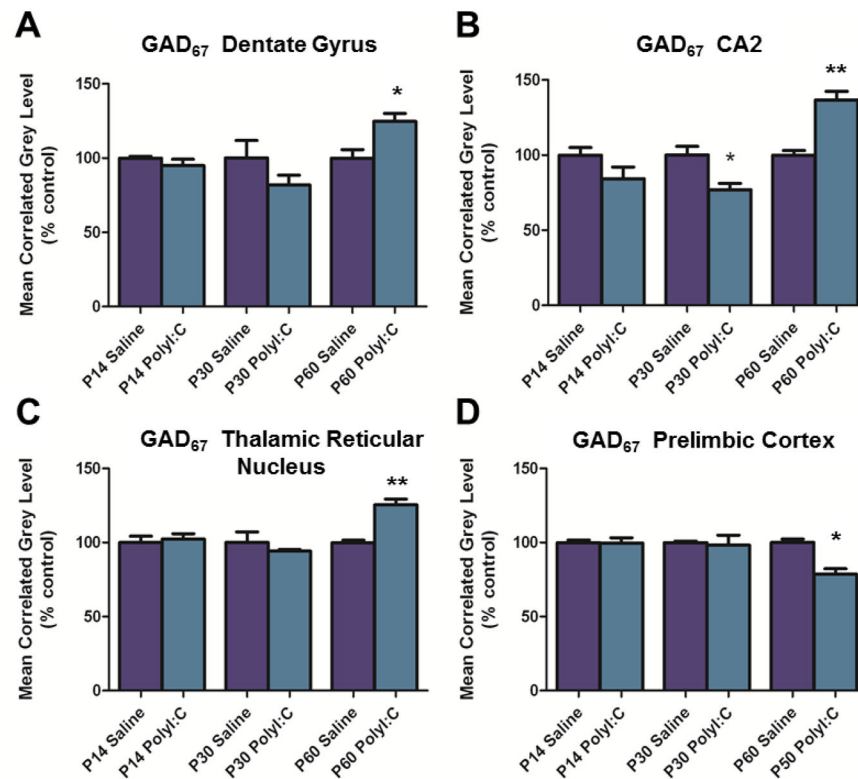 A
GAD₆₇ Dentate Gyrus
Mean Correlated Grey Level
(% control)
150
100
50
0
*
P14 Saline
P14 PolyI:C
P30 Saline
P30 PolyI:C
P60 Saline
P60 PolyI:C
B
GAD₆₇ CA2
Mean Correlated Grey Level
(% control)
150
100
50
0
*
**
P14 Saline
P14 PolyI:C
P30 Saline
P30 PolyI:C
P60 Saline
P60 PolyI:C
C
GAD₆₇ Thalamic Reticular
Nucleus
Mean Correlated Grey Level
(% control)
150
100
50
0
**
P14 Saline
P14 PolyI:C
P30 Saline
P30 PolyI:C
P60 Saline
P60 PolyI:C
D
GAD₆₇ Prelimbic Cortex
Mean Correlated Grey Level
(% control)
150
100
50
0
*
P14 Saline
P14 PolyI:C
P30 Saline
P30 PolyI:C
P60 Saline
P50 PolyI:C